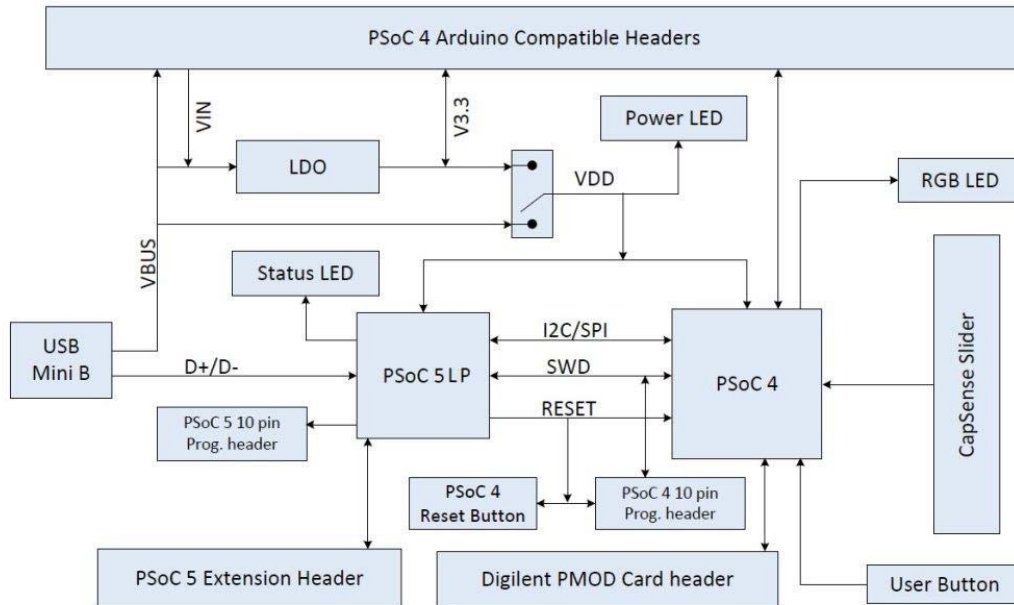 PSoC 4 Arduino Compatible Headers
VIN
V3.3
Power LED
LDO
VDD
RGB LED
VBUS
Status LED
CapSense Slider
USB
Mini B
D+/D-
PSoC 5LP
I2C/SPI
SWD
RESET
PSoC 4
PSoC 5 10 pin
Prog. header
PSoC 4
Reset Button
PSoC 4 10 pin
Prog. header
PSoC 5 Extension Header
Digilent PMOD Card header
User Button